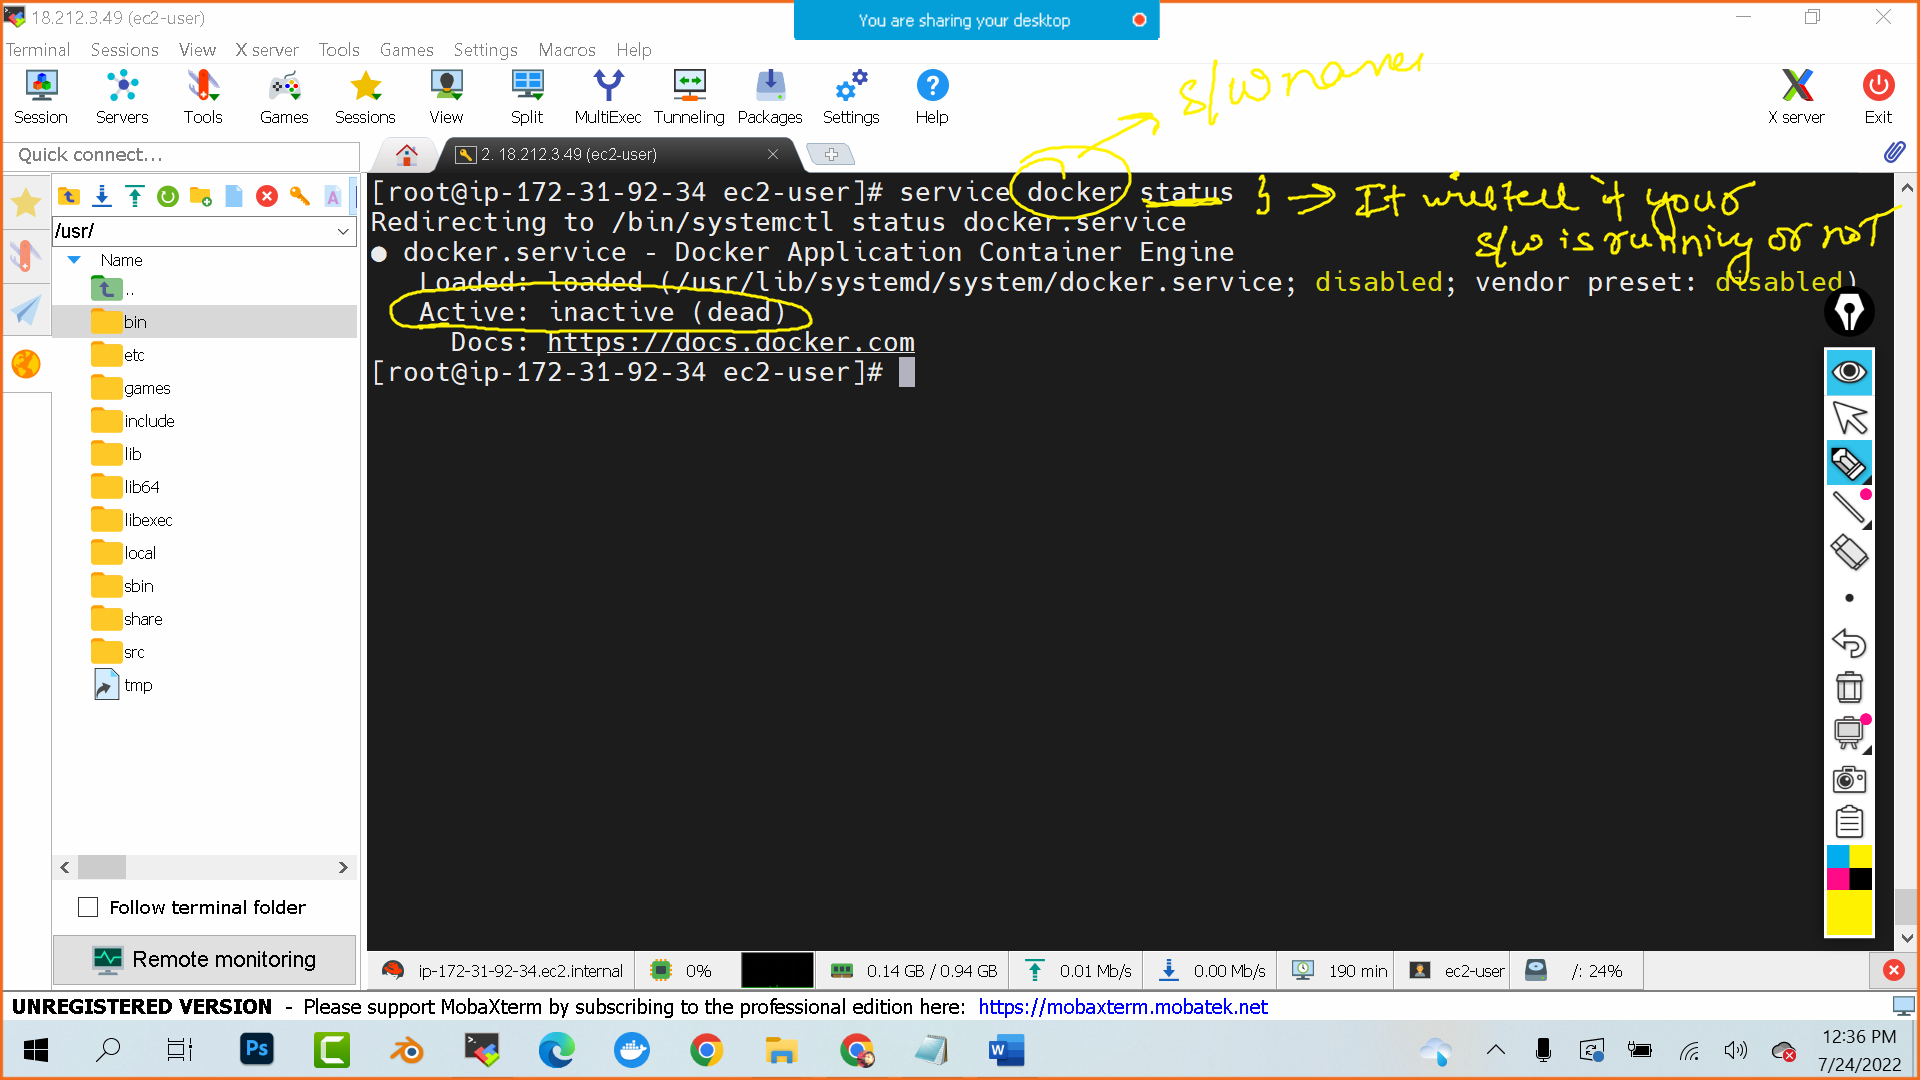 18.212.3.49 (ec2-user)
You are sharing your desktop
Terminal Sessions View X server Tools Games Settings Macros Help
s/w name
Session Servers Tools Games Sessions View Split MultiExec Tunneling Packages Settings Help X server Exit
Quick connect...
2. 18.212.3.49 (ec2-user)
[root@ip-172-31-92-34 ec2-user]# service docker status } → It will tell if your
s/w is running or not
Redirecting to /bin/systemctl status docker.service
● docker.service - Docker Application Container Engine
Loaded: loaded (/usr/lib/systemd/system/docker.service; disabled; vendor preset: disabled)
Active: inactive (dead)
Docs: https://docs.docker.com
[root@ip-172-31-92-34 ec2-user]#
/usr/
Name
..
bin
etc
games
include
lib
lib64
libexec
local
sbin
share
src
tmp
Follow terminal folder
Remote monitoring
ip-172-31-92-34.ec2.internal 0% 0.14 GB / 0.94 GB 0.01 Mb/s 0.00 Mb/s 190 min ec2-user /: 24%
UNREGISTERED VERSION - Please support MobaXterm by subscribing to the professional edition here: https://mobaxterm.mobatek.net
Ps
12:36 PM
7/24/2022